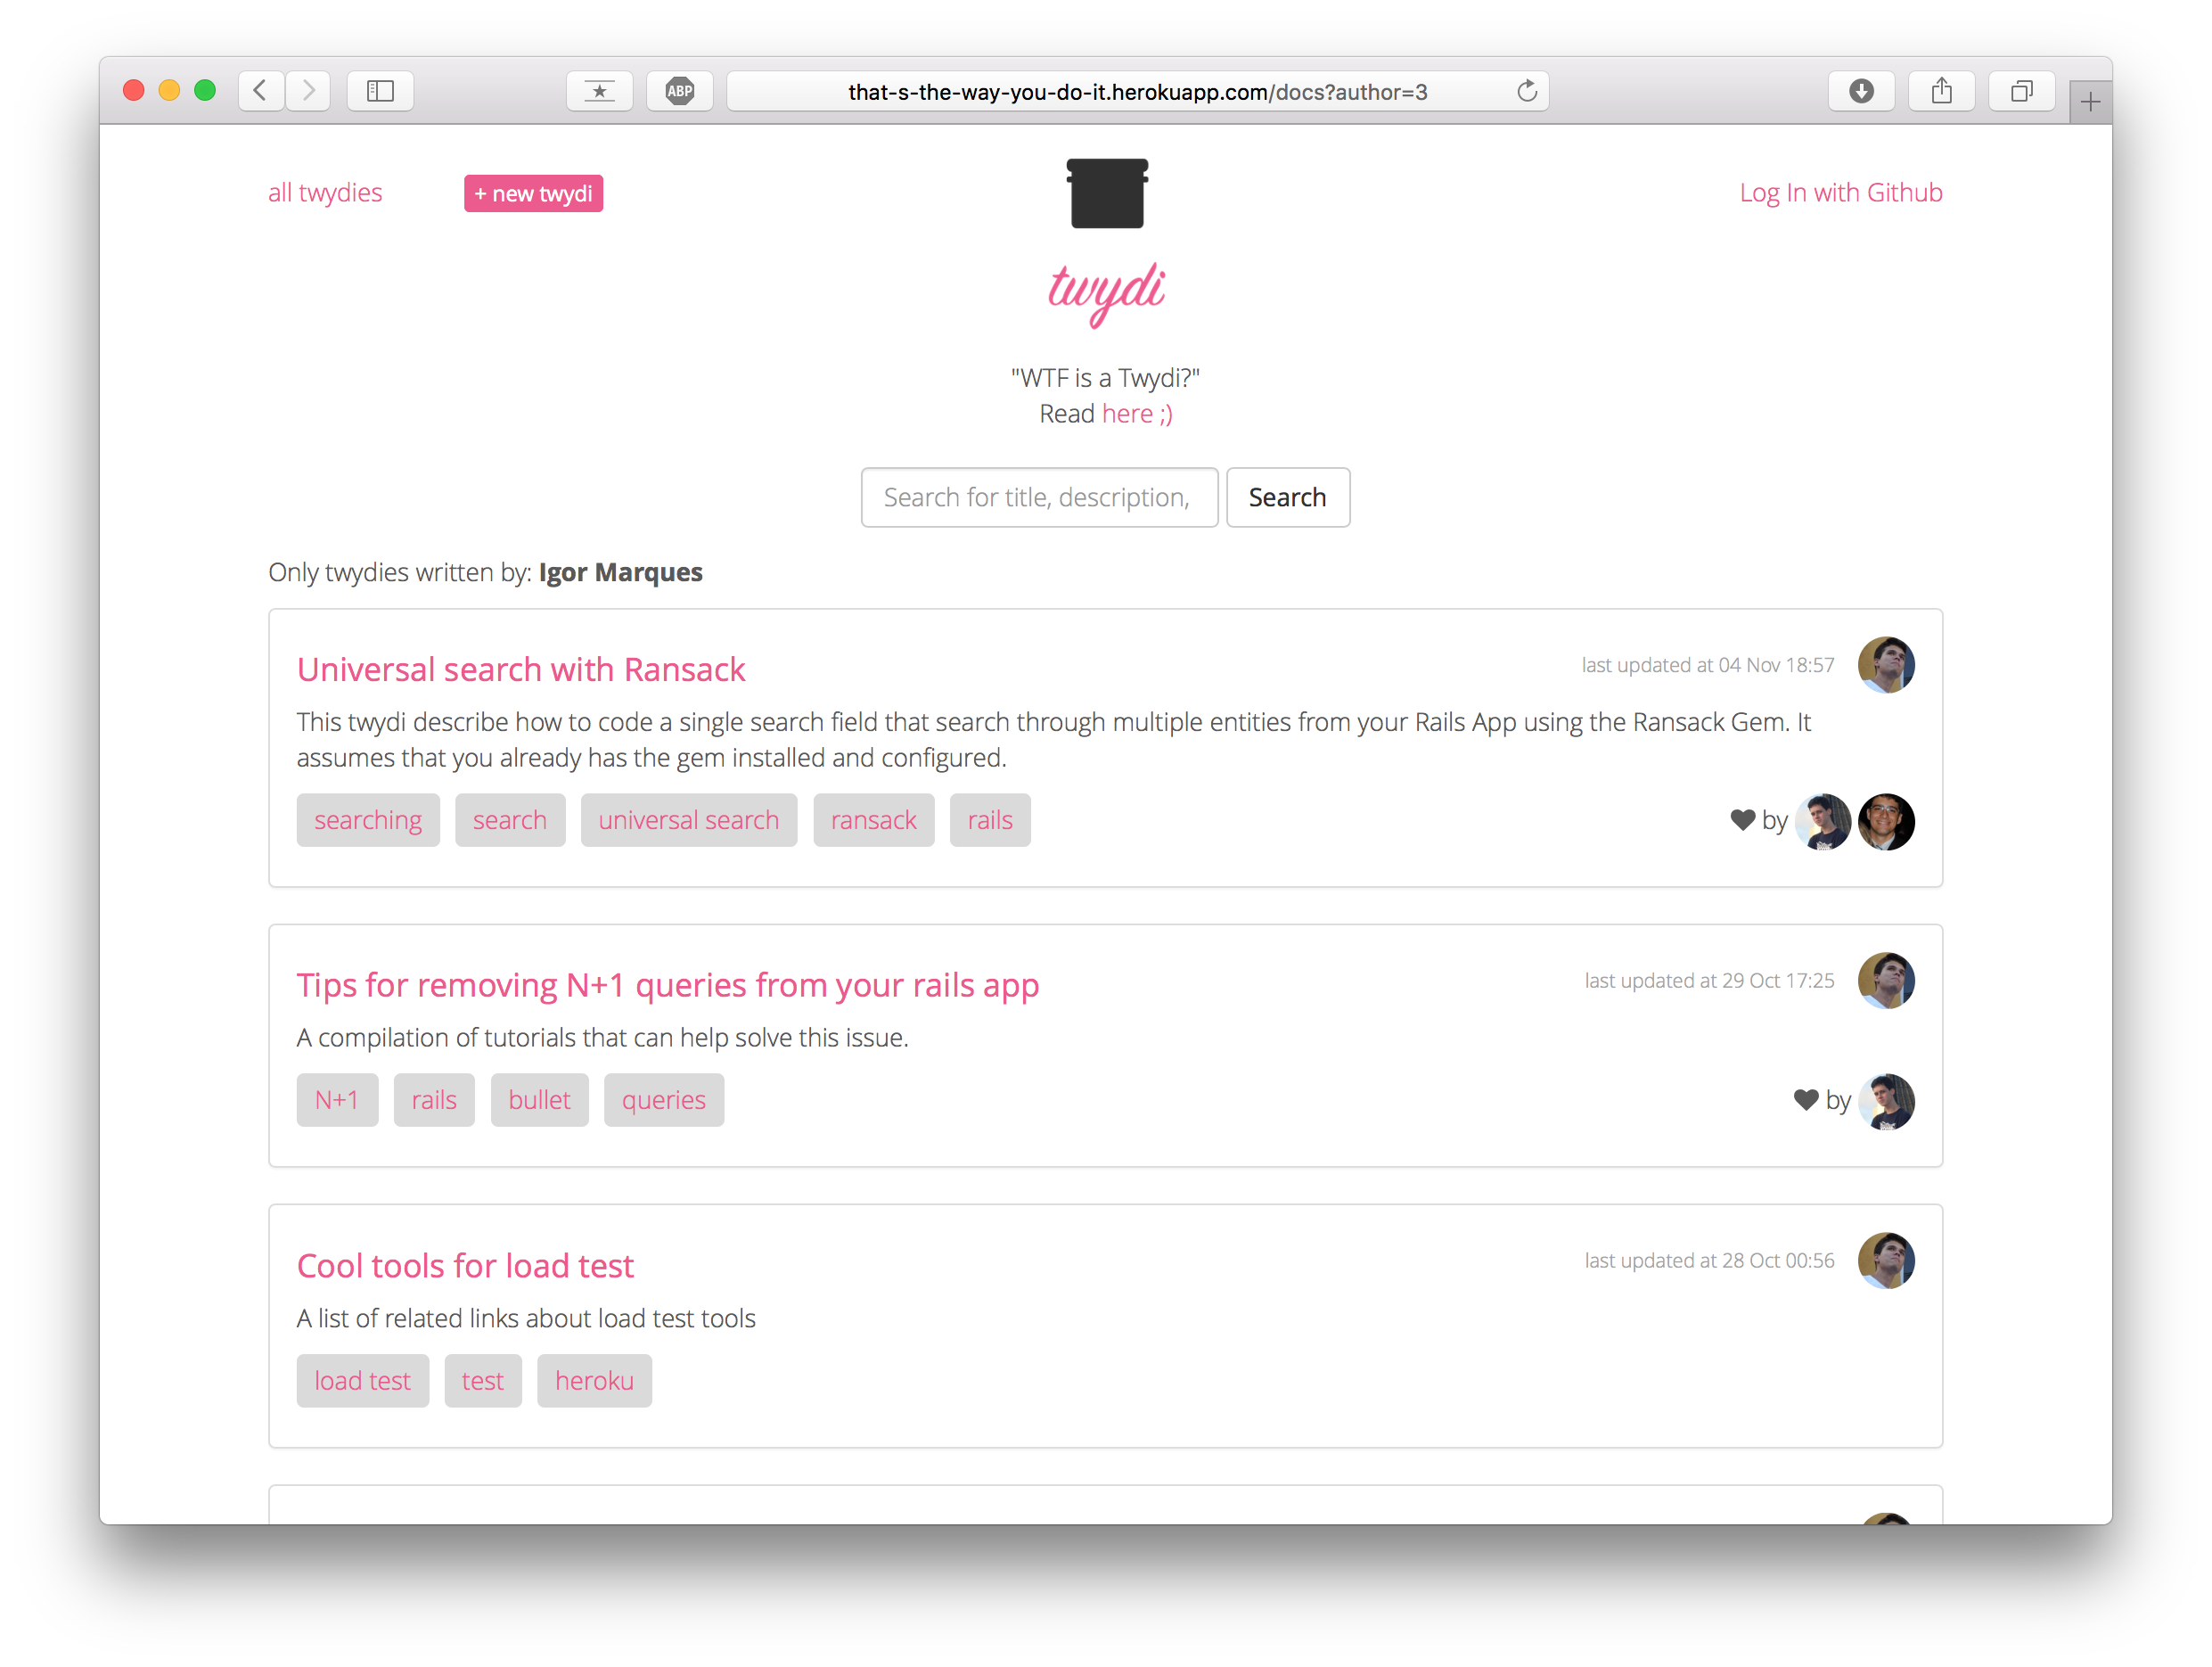 ABP
that-s-the-way-you-do-it.herokuapp.com/docs?author=3
all twydies
+ new twydi
Log In with Github
twydi
"WTF is a Twydi?"
Read here ;)
Search for title, description,
Search
Only twydies written by: Igor Marques
Universal search with Ransack
last updated at 04 Nov 18:57
This twydi describe how to code a single search field that search through multiple entities from your Rails App using the Ransack Gem. It
assumes that you already has the gem installed and configured.
searching search universal search ransack rails
by
Tips for removing N+1 queries from your rails app
last updated at 29 Oct 17:25
A compilation of tutorials that can help solve this issue.
N+1 rails bullet queries
by
Cool tools for load test
last updated at 28 Oct 00:56
A list of related links about load test tools
load test test heroku